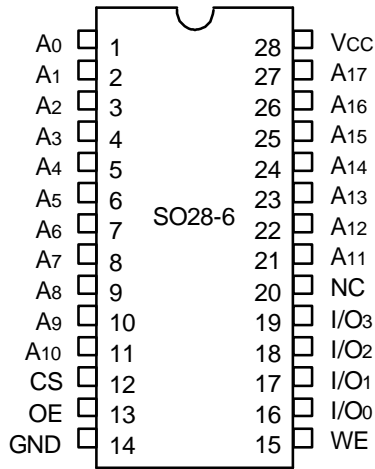 A0 1 28 VCC
A1 2 27 A17
A2 3 26 A16
A3 4 25 A15
A4 5 24 A14
A5 6 23 A13
SO28-6
A6 7 22 A12
A7 8 21 A11
A8 9 20 NC
A9 10 19 I/O3
A10 11 18 I/O2
CS 12 17 I/O1
OE 13 16 I/O0
GND 14 15 WE